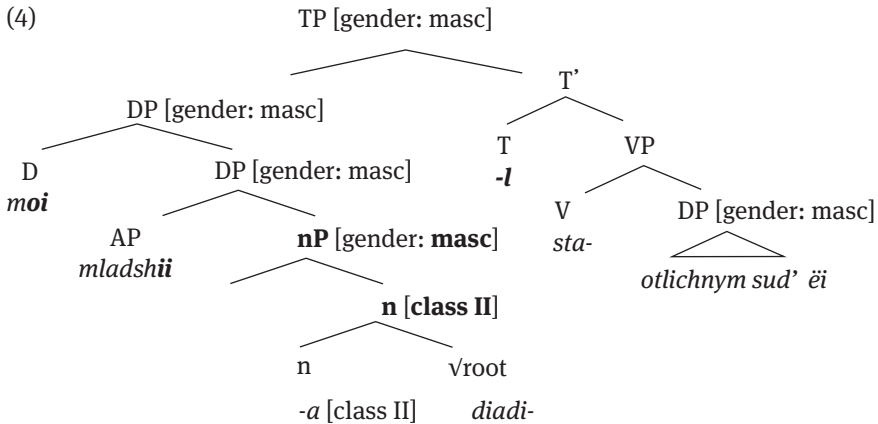 (4) TP [gender: masc]
T’
DP [gender: masc]
T VP
D DP [gender: masc] -l
moi V DP [gender: masc]
AP nP [gender: masc] sta-
mladshii otlichnym sud’ ëi
n [class II]
n √root
-a [class II] diadi-